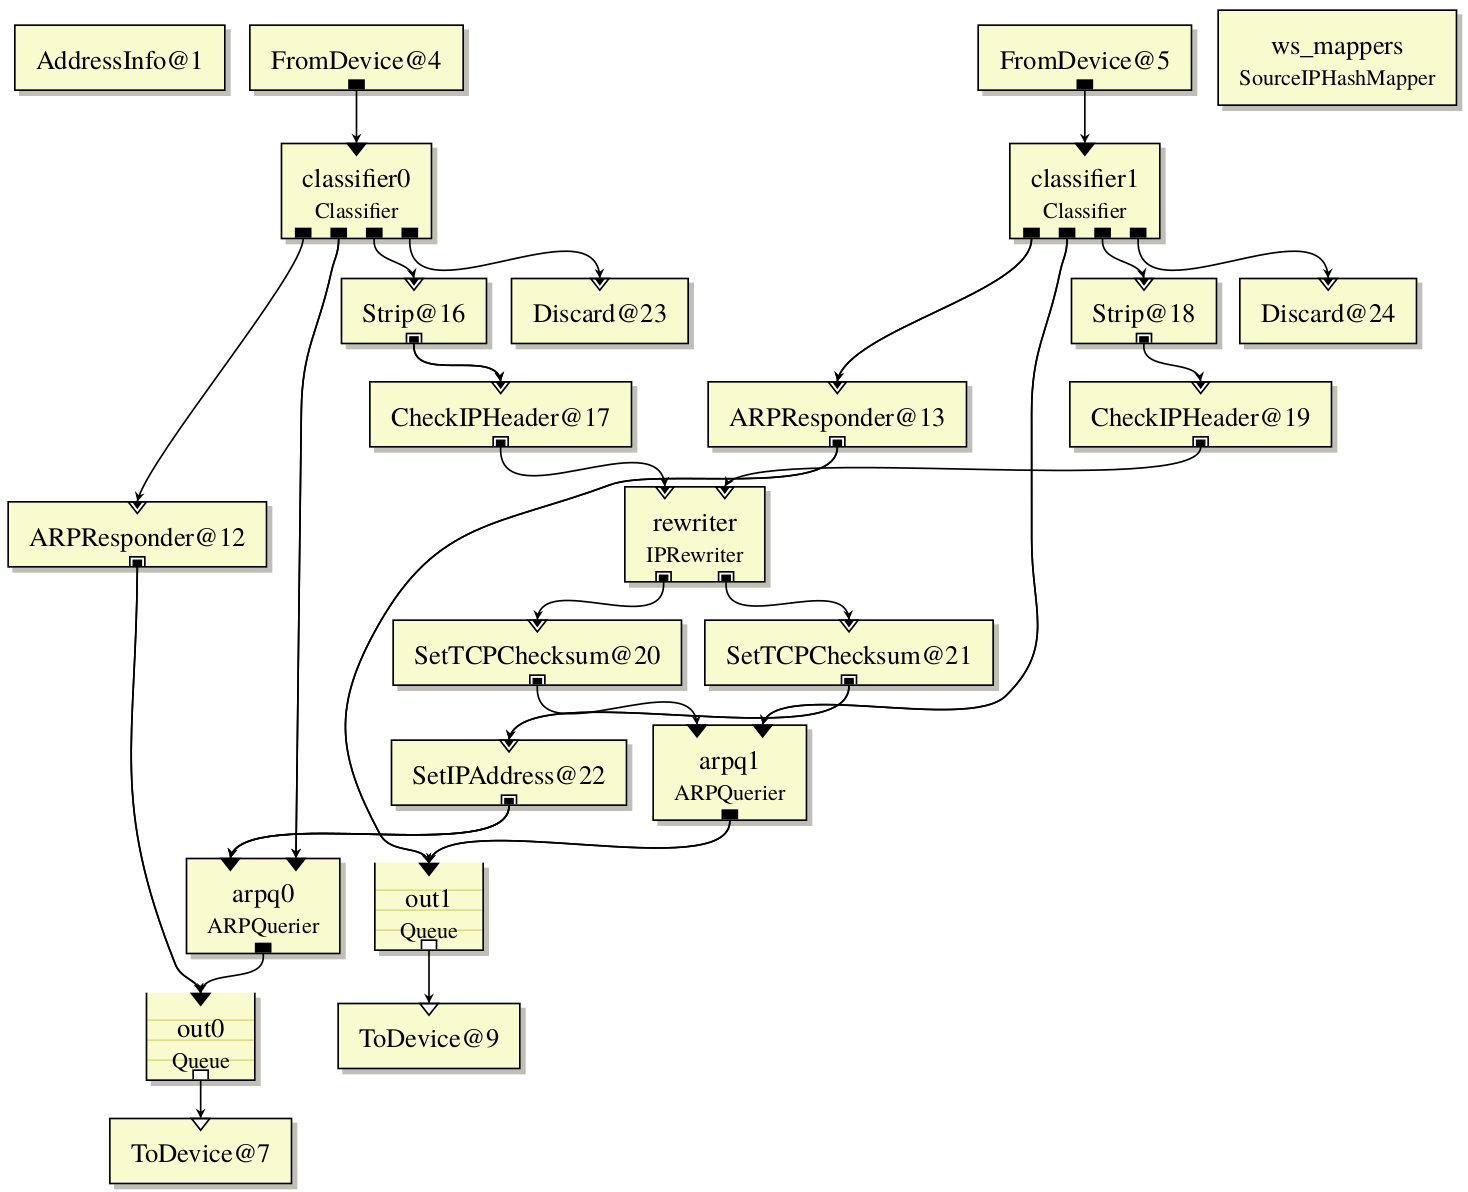 AddressInfo@1
FromDevice@4
FromDevice@5
ws_mappers
SourceIPHashMapper
classifier0
Classifier
classifier1
Classifier
Strip@16
Discard@23
Strip@18
Discard@24
CheckIPHeader@17
ARPResponder@13
CheckIPHeader@19
ARPResponder@12
rewriter
IPRewriter
SetTCPChecksum@20
SetTCPChecksum@21
SetIPAddress@22
arpq1
ARPQuerier
arpq0
ARPQuerier
out1
Queue
out0
Queue
ToDevice@9
ToDevice@7